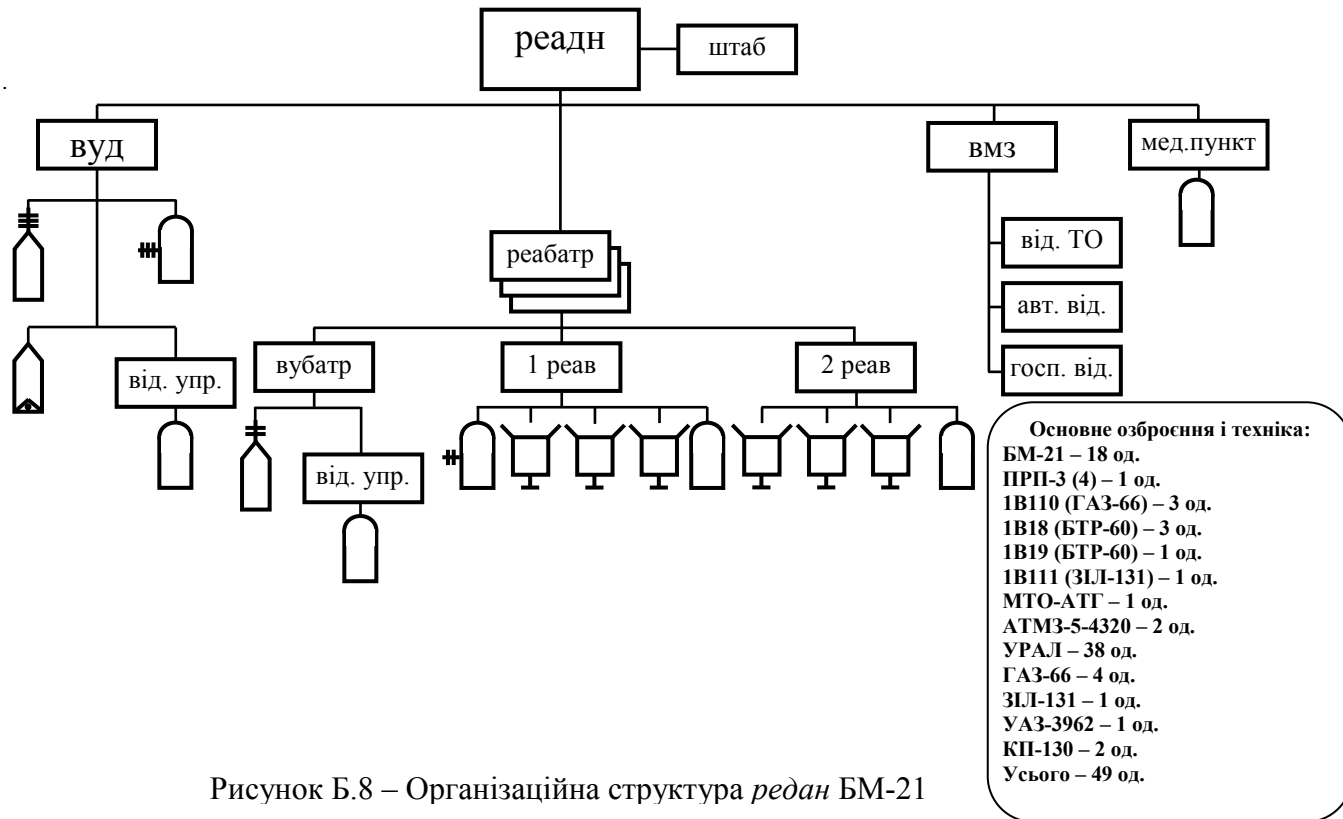 реадн
штаб
вуд
вмз
мед.пункт
від. ТО
реабатр
авт. від.
вубатр
1 реав
2 реав
госп. від.
від. упр.
від. упр.
Основне озброєння і техніка:
БМ-21 – 18 од.
ПРП-3 (4) – 1 од.
1В110 (ГАЗ-66) – 3 од.
1В18 (БТР-60) – 3 од.
1В19 (БТР-60) – 1 од.
1В111 (ЗІЛ-131) – 1 од.
МТО-АТГ – 1 од.
АТМЗ-5-4320 – 2 од.
УРАЛ – 38 од.
ГАЗ-66 – 4 од.
ЗІЛ-131 – 1 од.
УАЗ-3962 – 1 од.
КП-130 – 2 од.
Усього – 49 од.
Рисунок Б.8 – Організаційна структура редан БМ-21